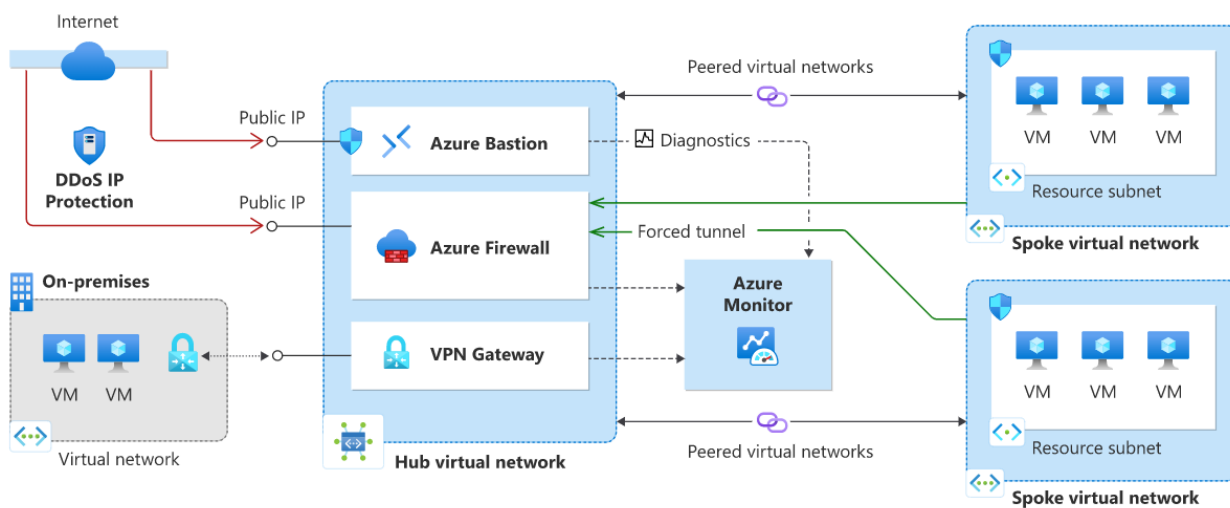 Internet
Peered virtual networks
Public IP
Azure Bastion
Diagnostics
VM
VM
VM
DDoS IP
Protection
Resource subnet
Public IP
Azure Firewall
Forced tunnel
Spoke virtual network
On-premises
Azure
Monitor
VM
VM
VPN Gateway
VM
VM
VM
Virtual network
Hub virtual network
Peered virtual networks
Resource subnet
Spoke virtual network